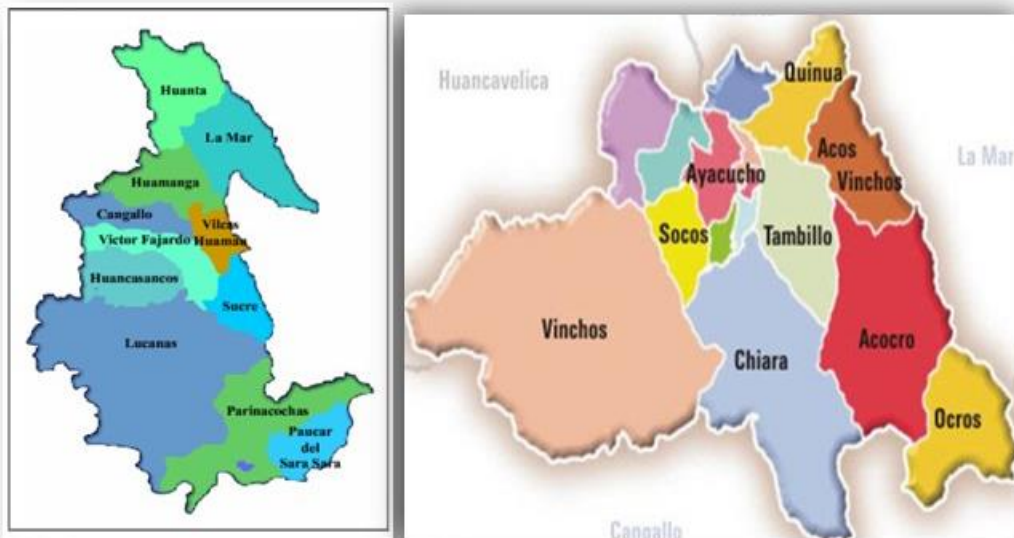 Huanta
La Mar
Huamanga
Cangallo
Vilcas
Huamán
Victor Fajardo
Huancasancos
Sucre
Lucanas
Parinacochas
Paucar
del
Sara Sara
Huancavelica
Quinua
La Mar
Acos
Vinchos
Ayacucho
Socos
Tambillo
Vinchos
Chiara
Acocro
Ocros
Cangallo